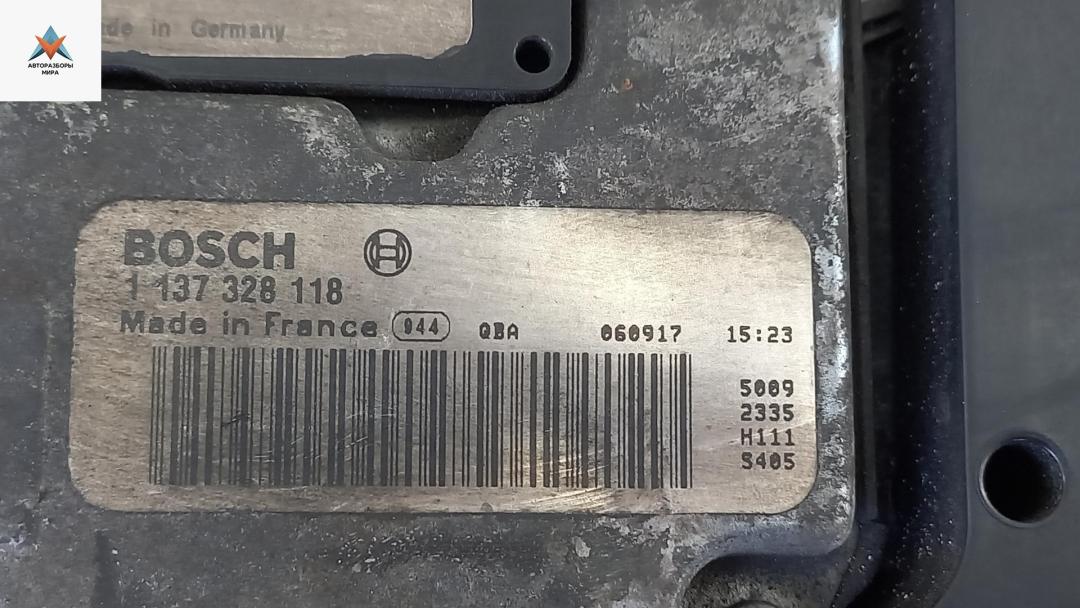 АВТОРАЗБОРЫ
МИРА
Made in Germany
BOSCH
1 137 328 118
Made in France 044 QBA 060917 15:23
5009
2335
H111
S405